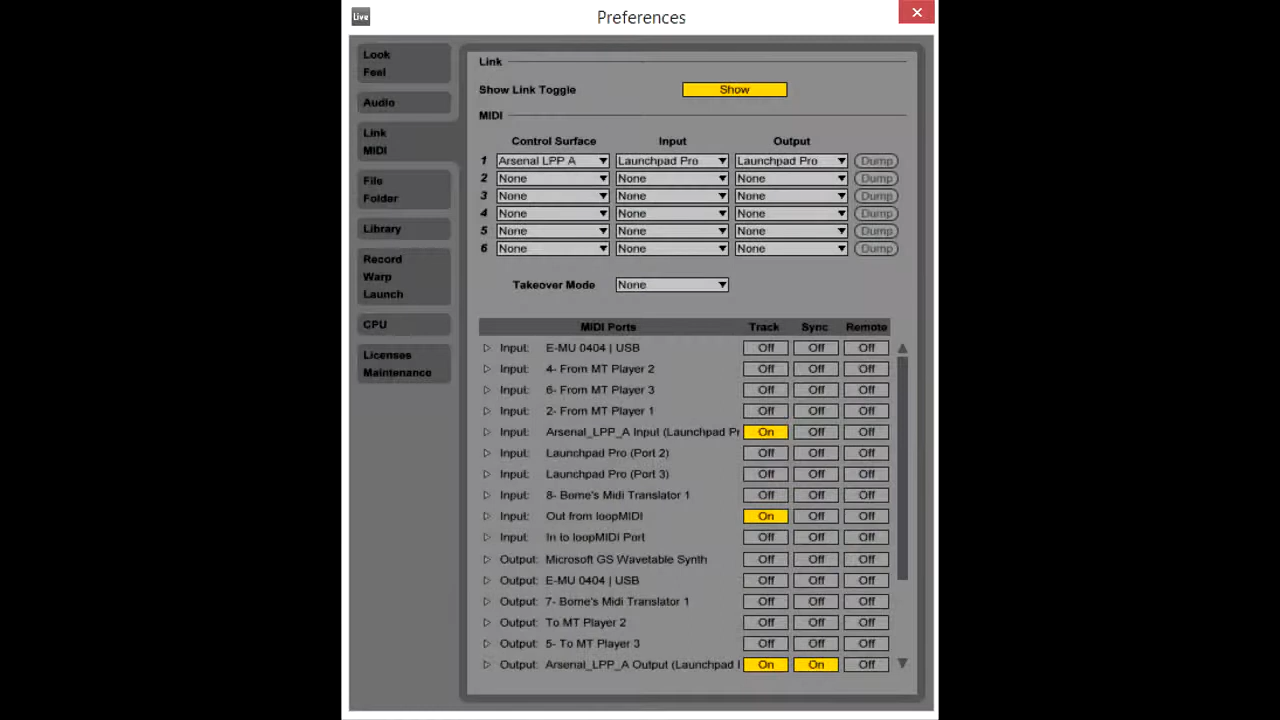 Live
Preferences
Look
Feel
Audio
Link
MIDI
File
Folder
Library
Record
Warp
Launch
CPU
Licenses
Maintenance
Link
Show Link Toggle Show
MIDI
Control Surface Input Output
1 Arsenal LPP A Launchpad Pro Launchpad Pro Dump
2 None None None Dump
3 None None None Dump
4 None None None Dump
5 None None None Dump
6 None None None Dump
Takeover Mode None
MIDI Ports Track Sync Remote
Input: E-MU 0404 | USB Off Off Off
Input: 4- From MT Player 2 Off Off Off
Input: 6- From MT Player 3 Off Off Off
Input: 2- From MT Player 1 Off Off Off
Input: Arsenal_LPP_A Input (Launchpad Pr On Off Off
Input: Launchpad Pro (Port 2) Off Off Off
Input: Launchpad Pro (Port 3) Off Off Off
Input: 8- Bome's Midi Translator 1 Off Off Off
Input: Out from loopMIDI On Off Off
Input: In to loopMIDI Port Off Off Off
Output: Microsoft GS Wavetable Synth Off Off Off
Output: E-MU 0404 | USB Off Off Off
Output: 7- Bome's Midi Translator 1 Off Off Off
Output: To MT Player 2 Off Off Off
Output: 5- To MT Player 3 Off Off Off
Output: Arsenal_LPP_A Output (Launchpad On On Off